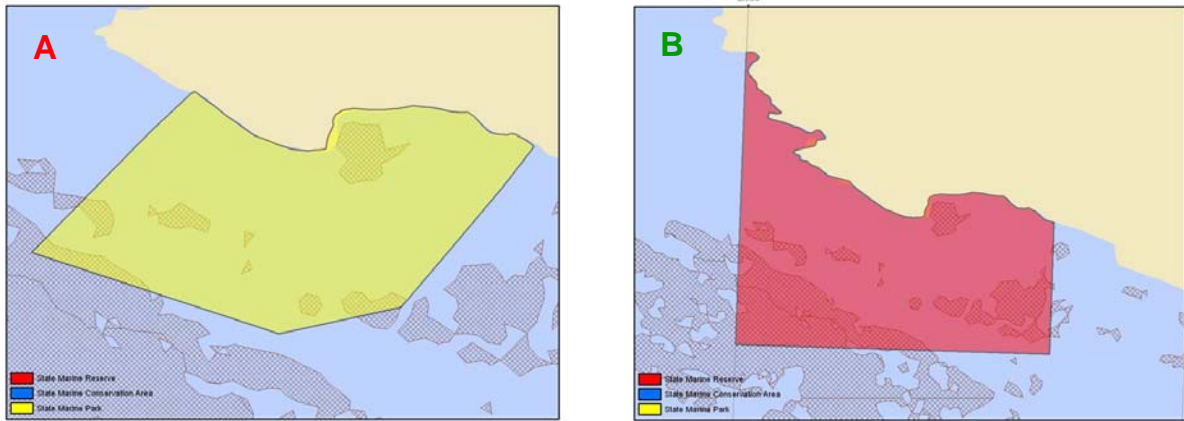 A
B
State Marine Reserve
State Marine Conservation Area
State Marine Park
State Marine Reserve
State Marine Conservation Area
State Marine Park